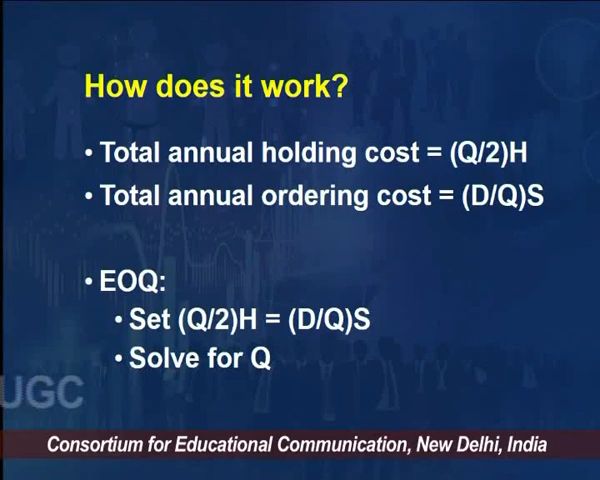 How does it work?
• Total annual holding cost = (Q/2)H
• Total annual ordering cost = (D/Q)S
• EOQ:
• Set (Q/2)H = (D/Q)S
• Solve for Q
UGC
Consortium for Educational Communication, New Delhi, India